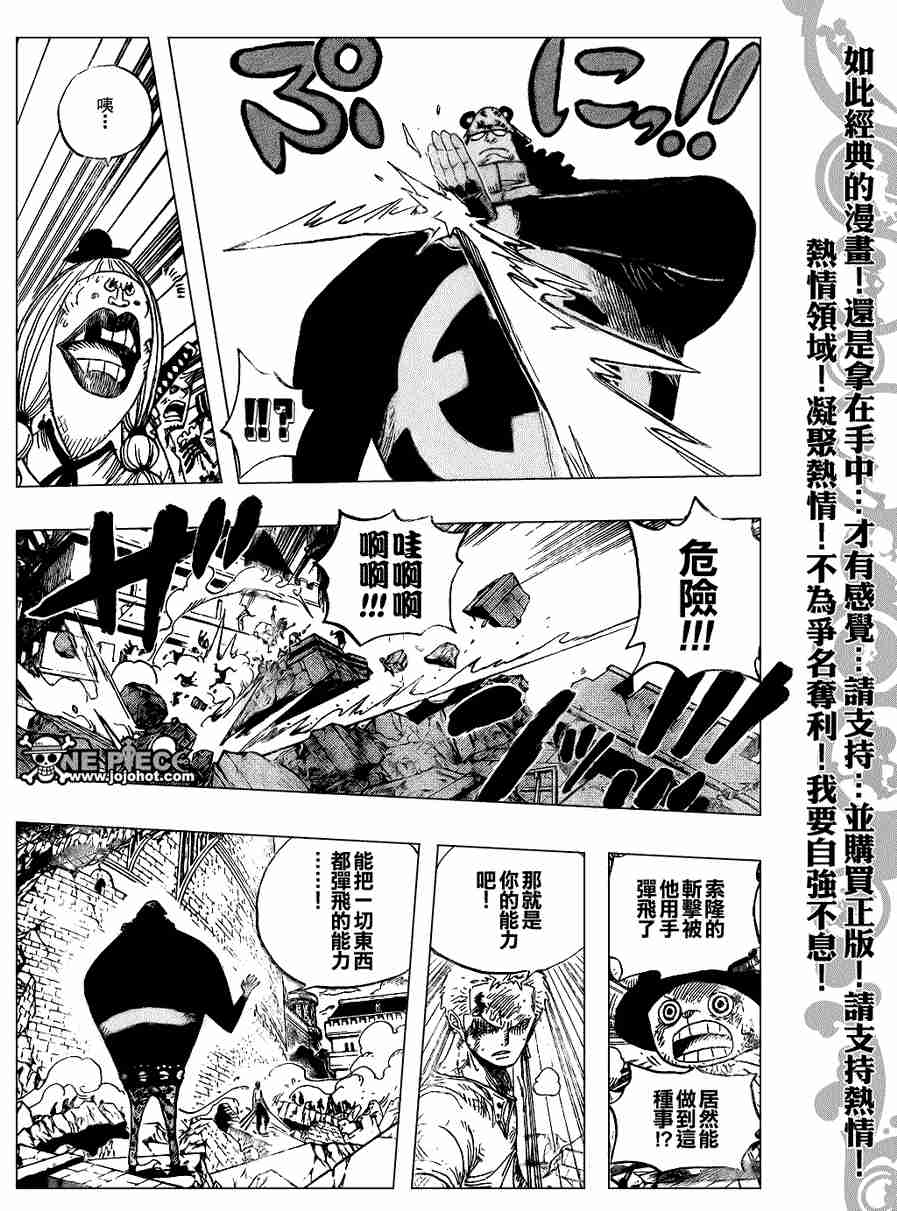 如此經典的漫畫！還是拿在手中…才有感覺…請支持…並購買正版！請支持熱情！
熱情領域！凝聚熱情！不為爭名奪利！我要自強不息！
ぷにっ!!
!!?
咦…
危險!!!
哇啊啊
啊啊!!!
ガガガガ
ONE PIECE
www.jojohot.com
索隆的
斬擊被
他用手
彈飛了
居然能
做到這
種事!?
那就是
你的能力
吧！
能把一切東西
都彈飛的能力
……！